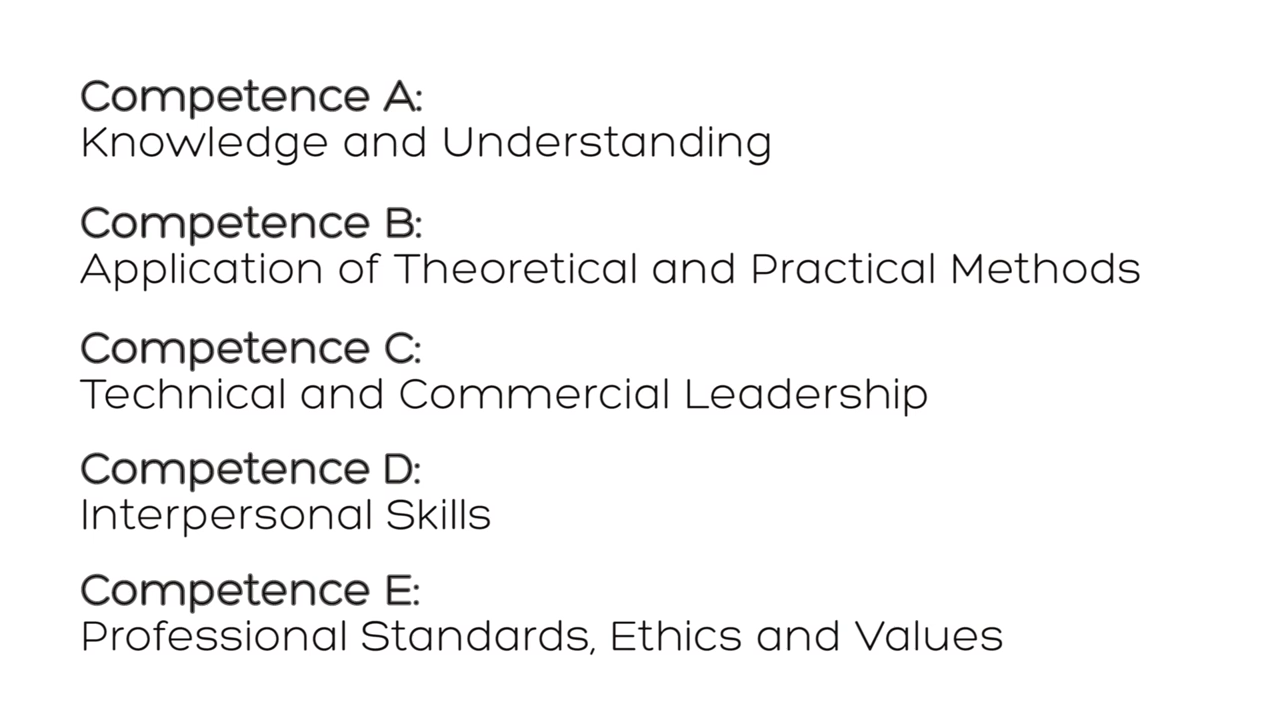 Competence A:
Knowledge and Understanding
Competence B:
Application of Theoretical and Practical Methods
Competence C:
Technical and Commercial Leadership
Competence D:
Interpersonal Skills
Competence E:
Professional Standards, Ethics and Values